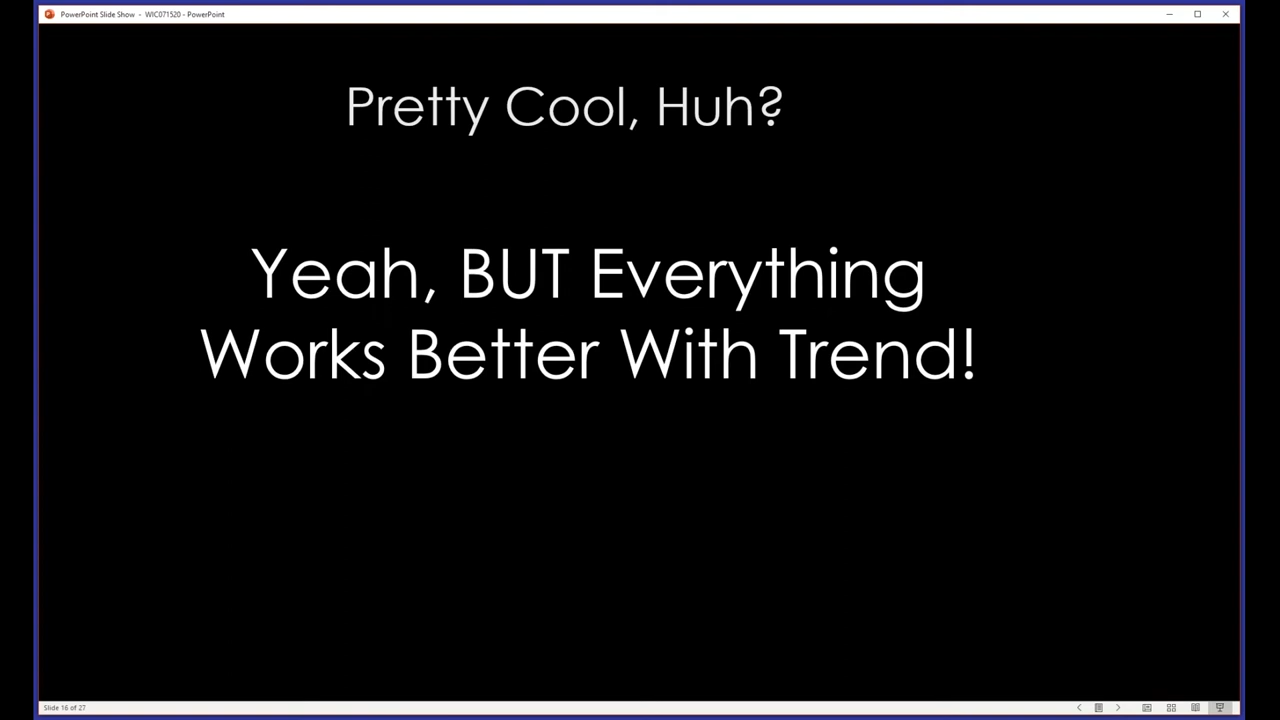 PowerPoint Slide Show - WIC071520 - PowerPoint
Pretty Cool, Huh?
Yeah, BUT Everything
Works Better With Trend!
Slide 16 of 27